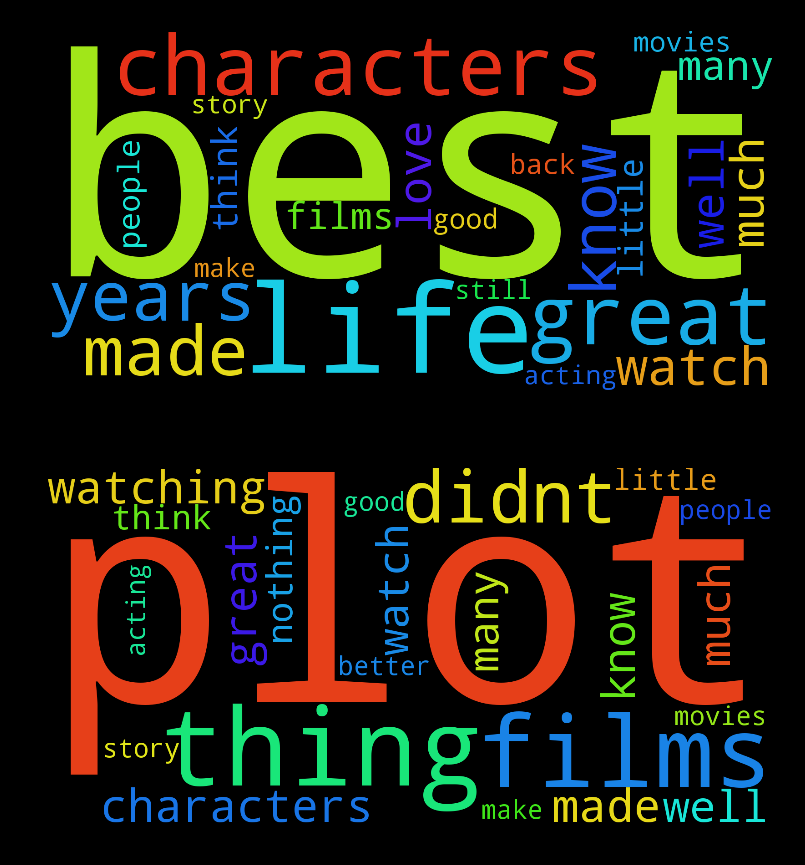 movies
characters
many
story
best
people
think
love
films
good
back
know
little
well
much
make
years
life
still
great
made
watch
acting
watching
think
good
didnt
little
people
plot
acting
great
nothing
watch
many
know
much
better
story
thing
films
movies
characters
make
made
well